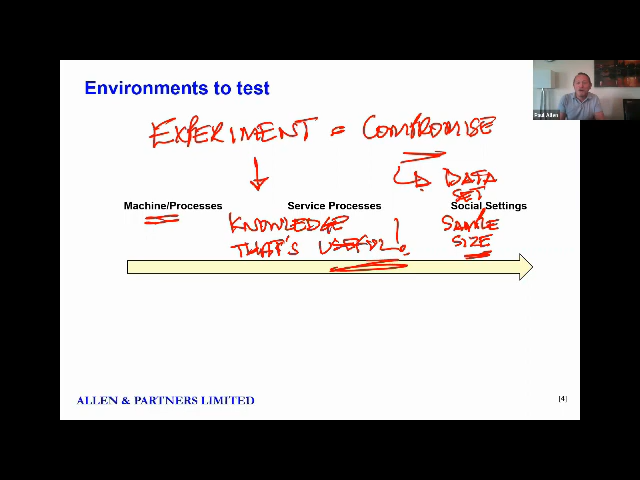 Environments to test
Paul Allen
EXPERIMENT = COMPROMISE
DATA
SET
Machine/Processes Service Processes Social Settings
KNOWLEDGE
THAT'S USEFUL!
SAMPLE
SIZE
ALLEN & PARTNERS LIMITED
[4]